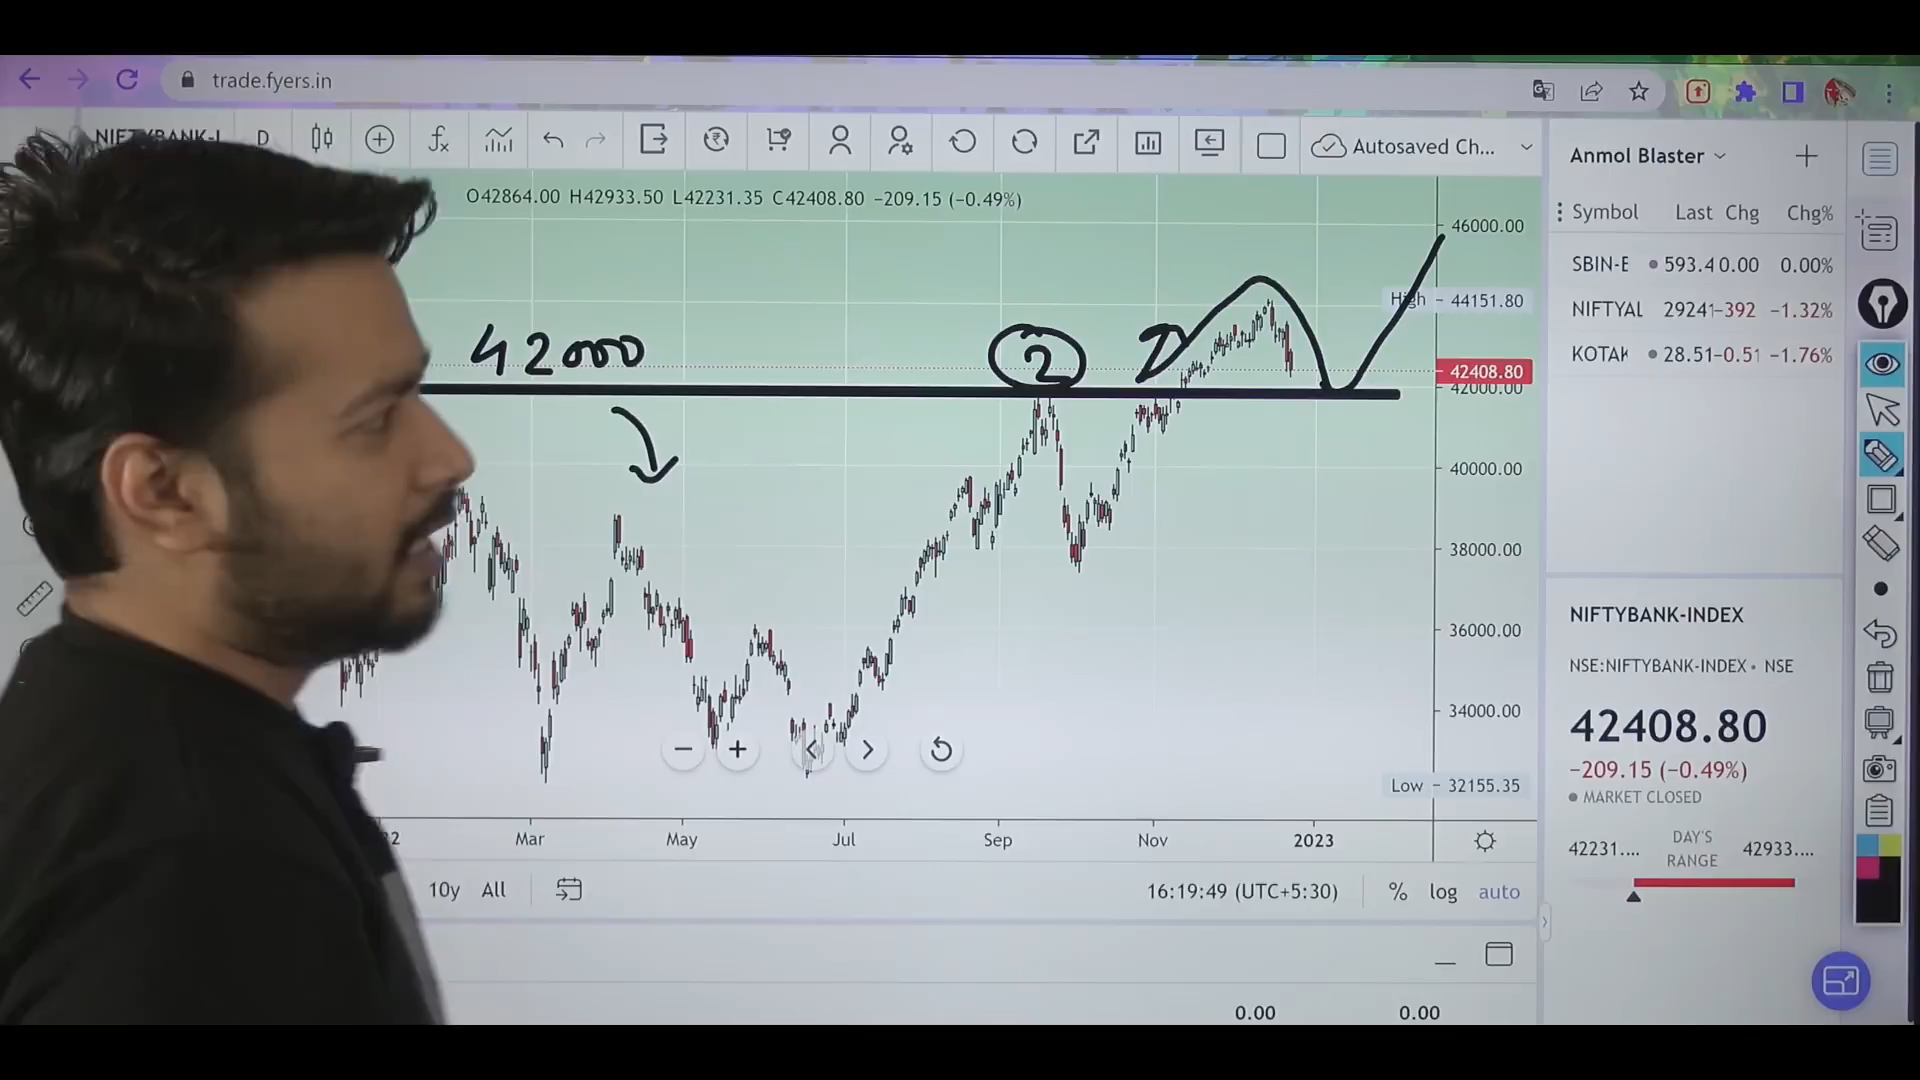 trade.fyers.in
D
Autosaved Ch...
O42864.00 H42933.50 L42231.35 C42408.80 −209.15 (−0.49%)
46000.00
High 44151.80
42408.80
42000.00
40000.00
38000.00
36000.00
34000.00
Low 32155.35
42000
2
Mar May Jul Sep Nov 2023
10y All
16:19:49 (UTC+5:30) % log auto
0.00 0.00
Anmol Blaster
Symbol Last Chg Chg%
SBIN-E 593.40.00 0.00%
NIFTYAL 29241-392 −1.32%
KOTAK 28.51-0.51 −1.76%
NIFTYBANK-INDEX
NSE:NIFTYBANK-INDEX • NSE
42408.80
−209.15 (−0.49%)
MARKET CLOSED
42231.... DAY'S RANGE 42933....